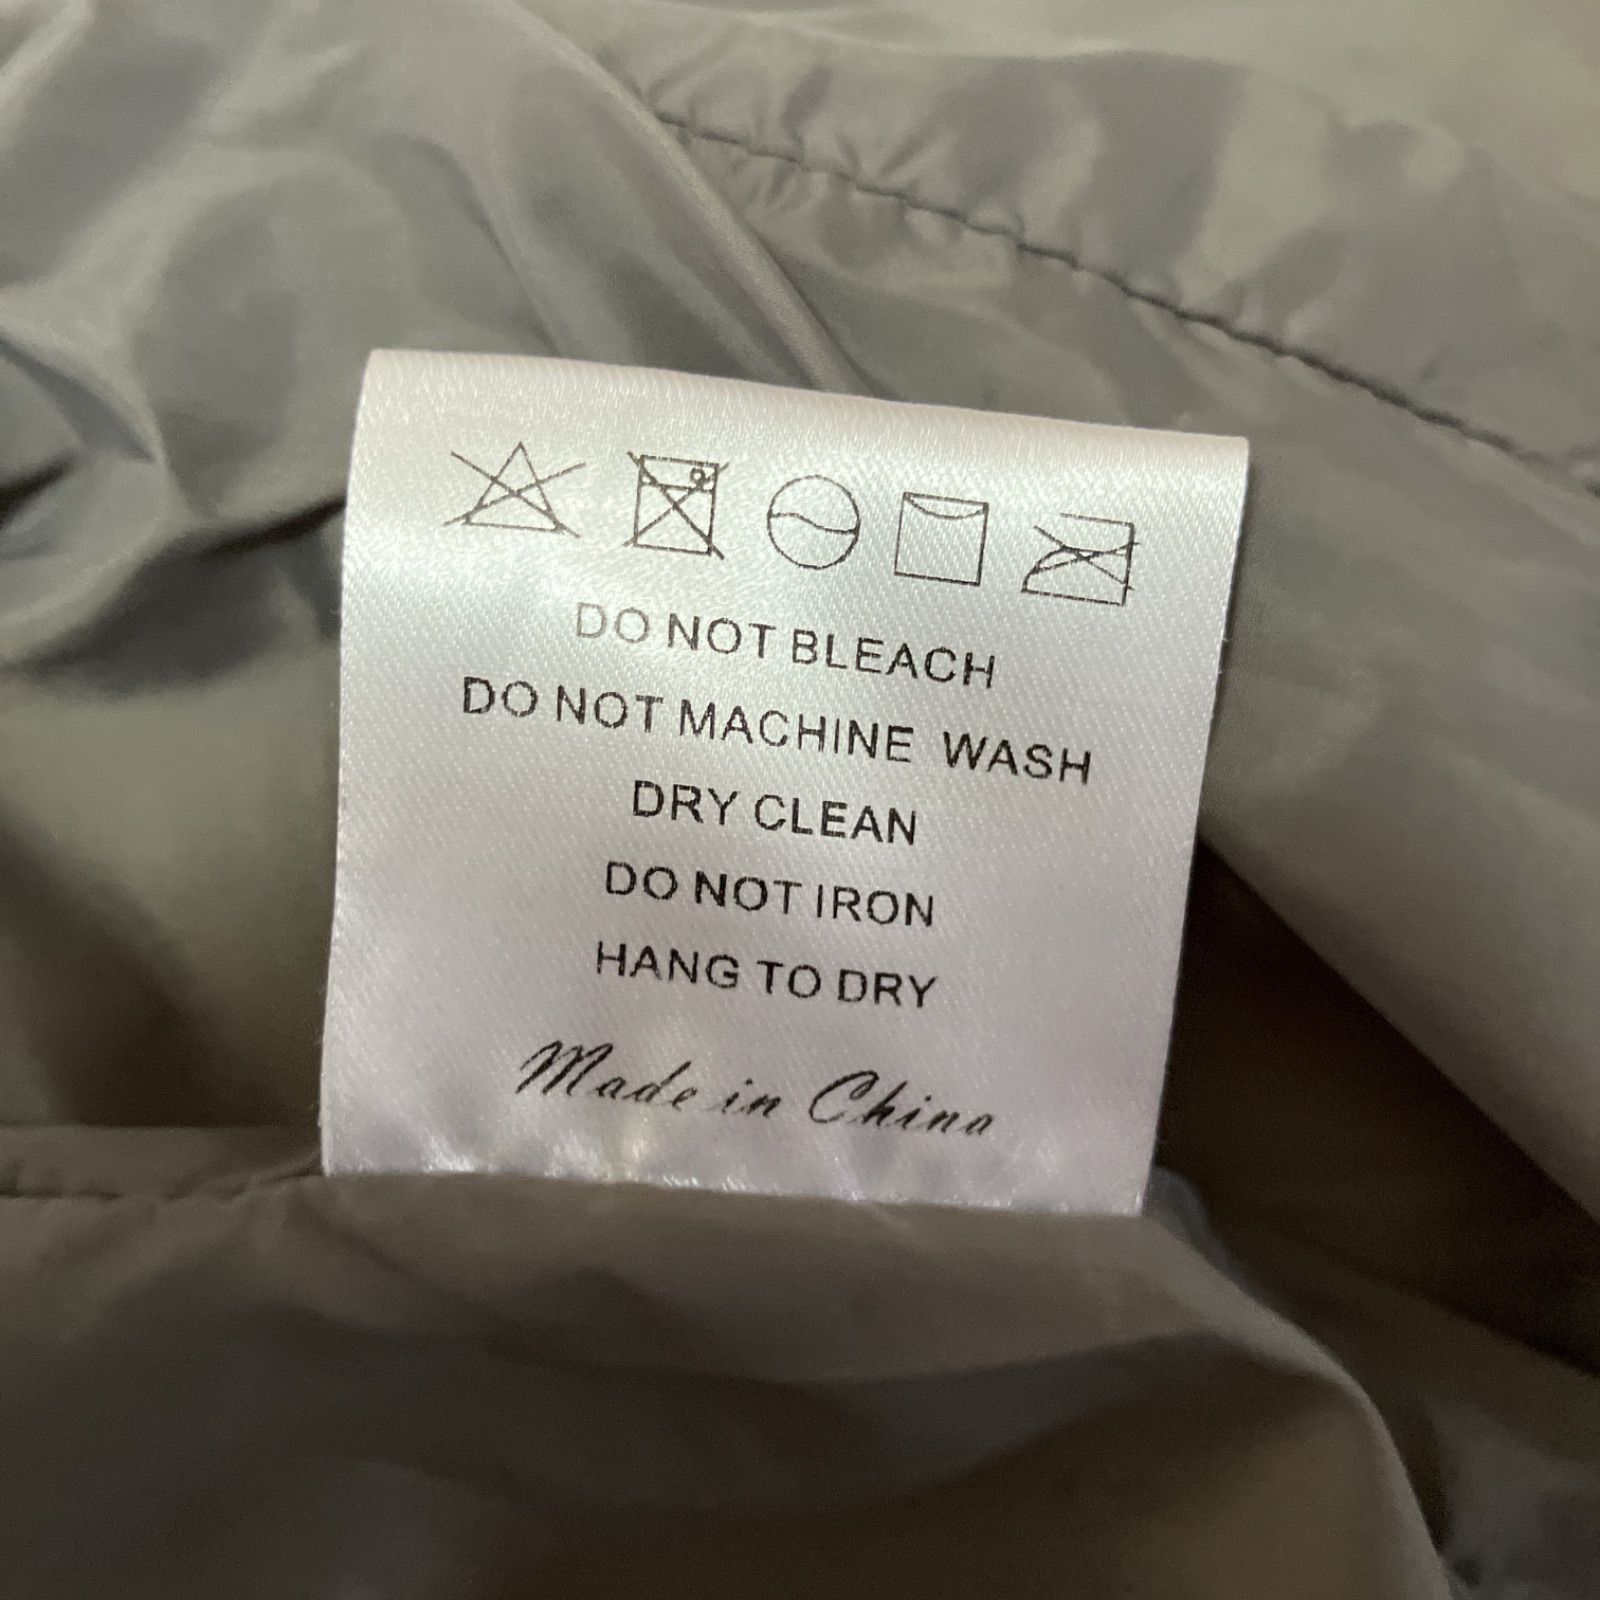 DO NOT BLEACH
DO NOT MACHINE WASH
DRY CLEAN
DO NOT IRON
HANG TO DRY
Made in China